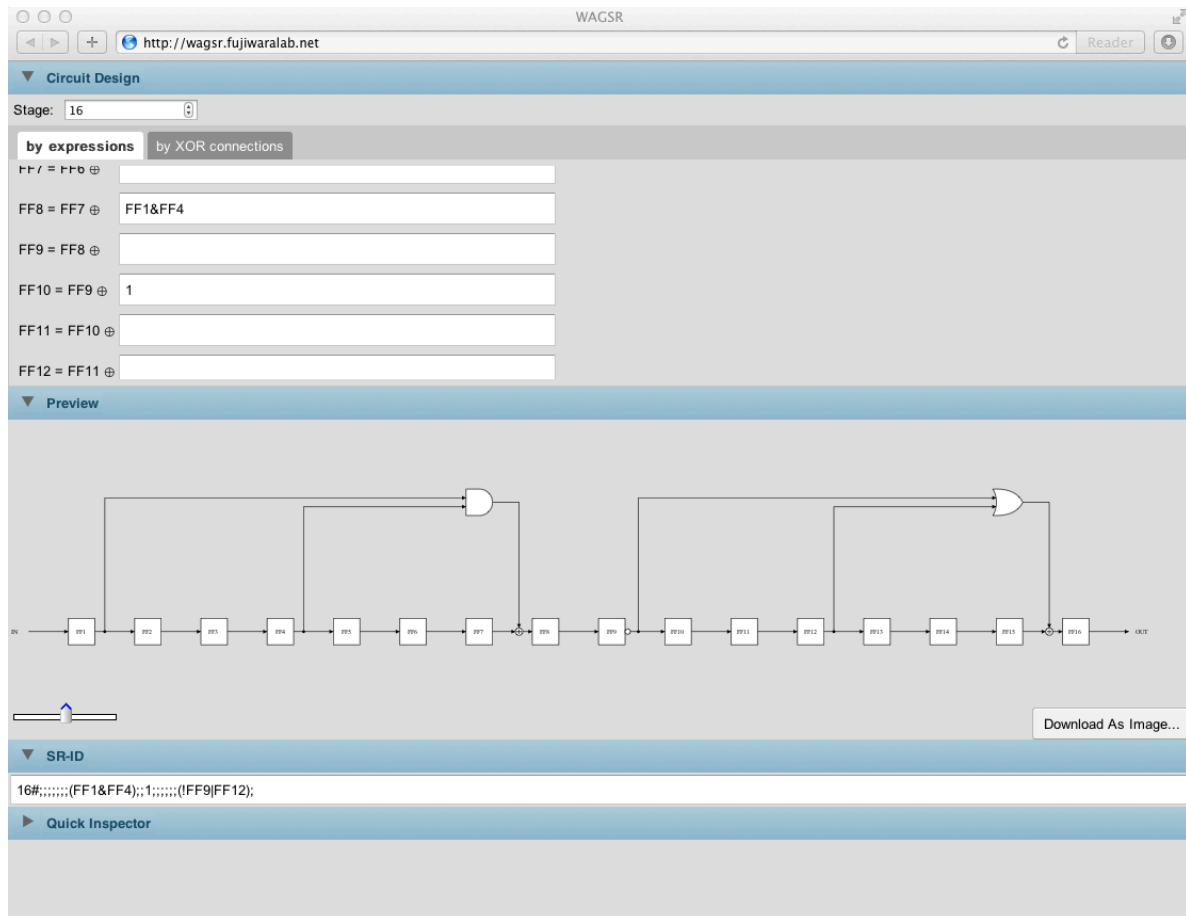 WAGSR
http://wagsr.fujiwaralab.net
Reader
Circuit Design
Stage: 16
by expressions by XOR connections
FF7 = FF6 ⊕
FF8 = FF7 ⊕ FF1&FF4
FF9 = FF8 ⊕
FF10 = FF9 ⊕ 1
FF11 = FF10 ⊕
FF12 = FF11 ⊕
Preview
IN FF1 FF2 FF3 FF4 FF5 FF6 FF7 FF8 FF9 FF10 FF11 FF12 FF13 FF14 FF15 FF16 OUT
Download As Image...
SR-ID
16#;;;;;;;(FF1&FF4);;1;;;;;;(!FF9|FF12);
Quick Inspector